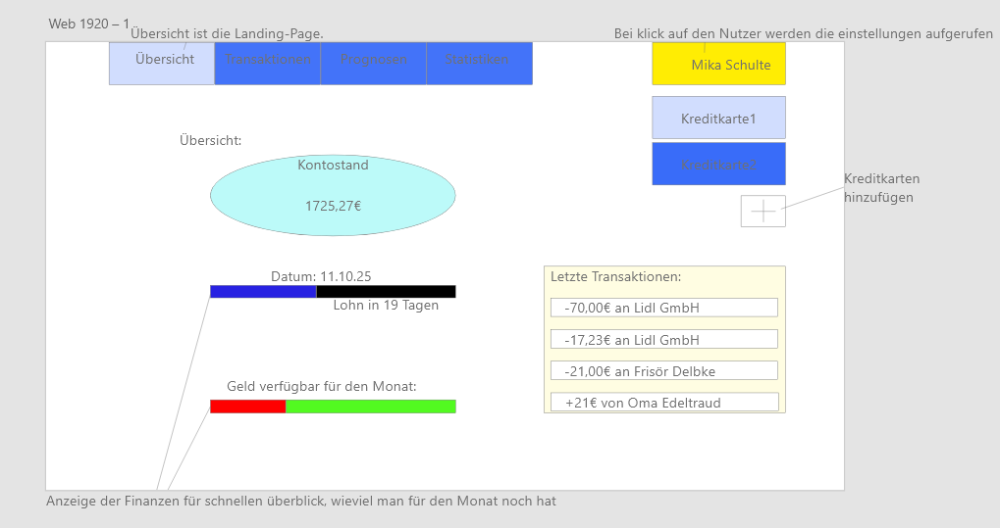 Web 1920 – 1
Übersicht ist die Landing-Page.
Bei klick auf den Nutzer werden die einstellungen aufgerufen
Übersicht
Transaktionen
Prognosen
Statistiken
Mika Schulte
Kreditkarte1
Übersicht:
Kontostand
Kreditkarte2
1725,27€
Kreditkarten
hinzufügen
Datum: 11.10.25
Lohn in 19 Tagen
Letzte Transaktionen:
-70,00€ an Lidl GmbH
-17,23€ an Lidl GmbH
-21,00€ an Frisör Delbke
+21€ von Oma Edeltraud
Geld verfügbar für den Monat:
Anzeige der Finanzen für schnellen überblick, wieviel man für den Monat noch hat